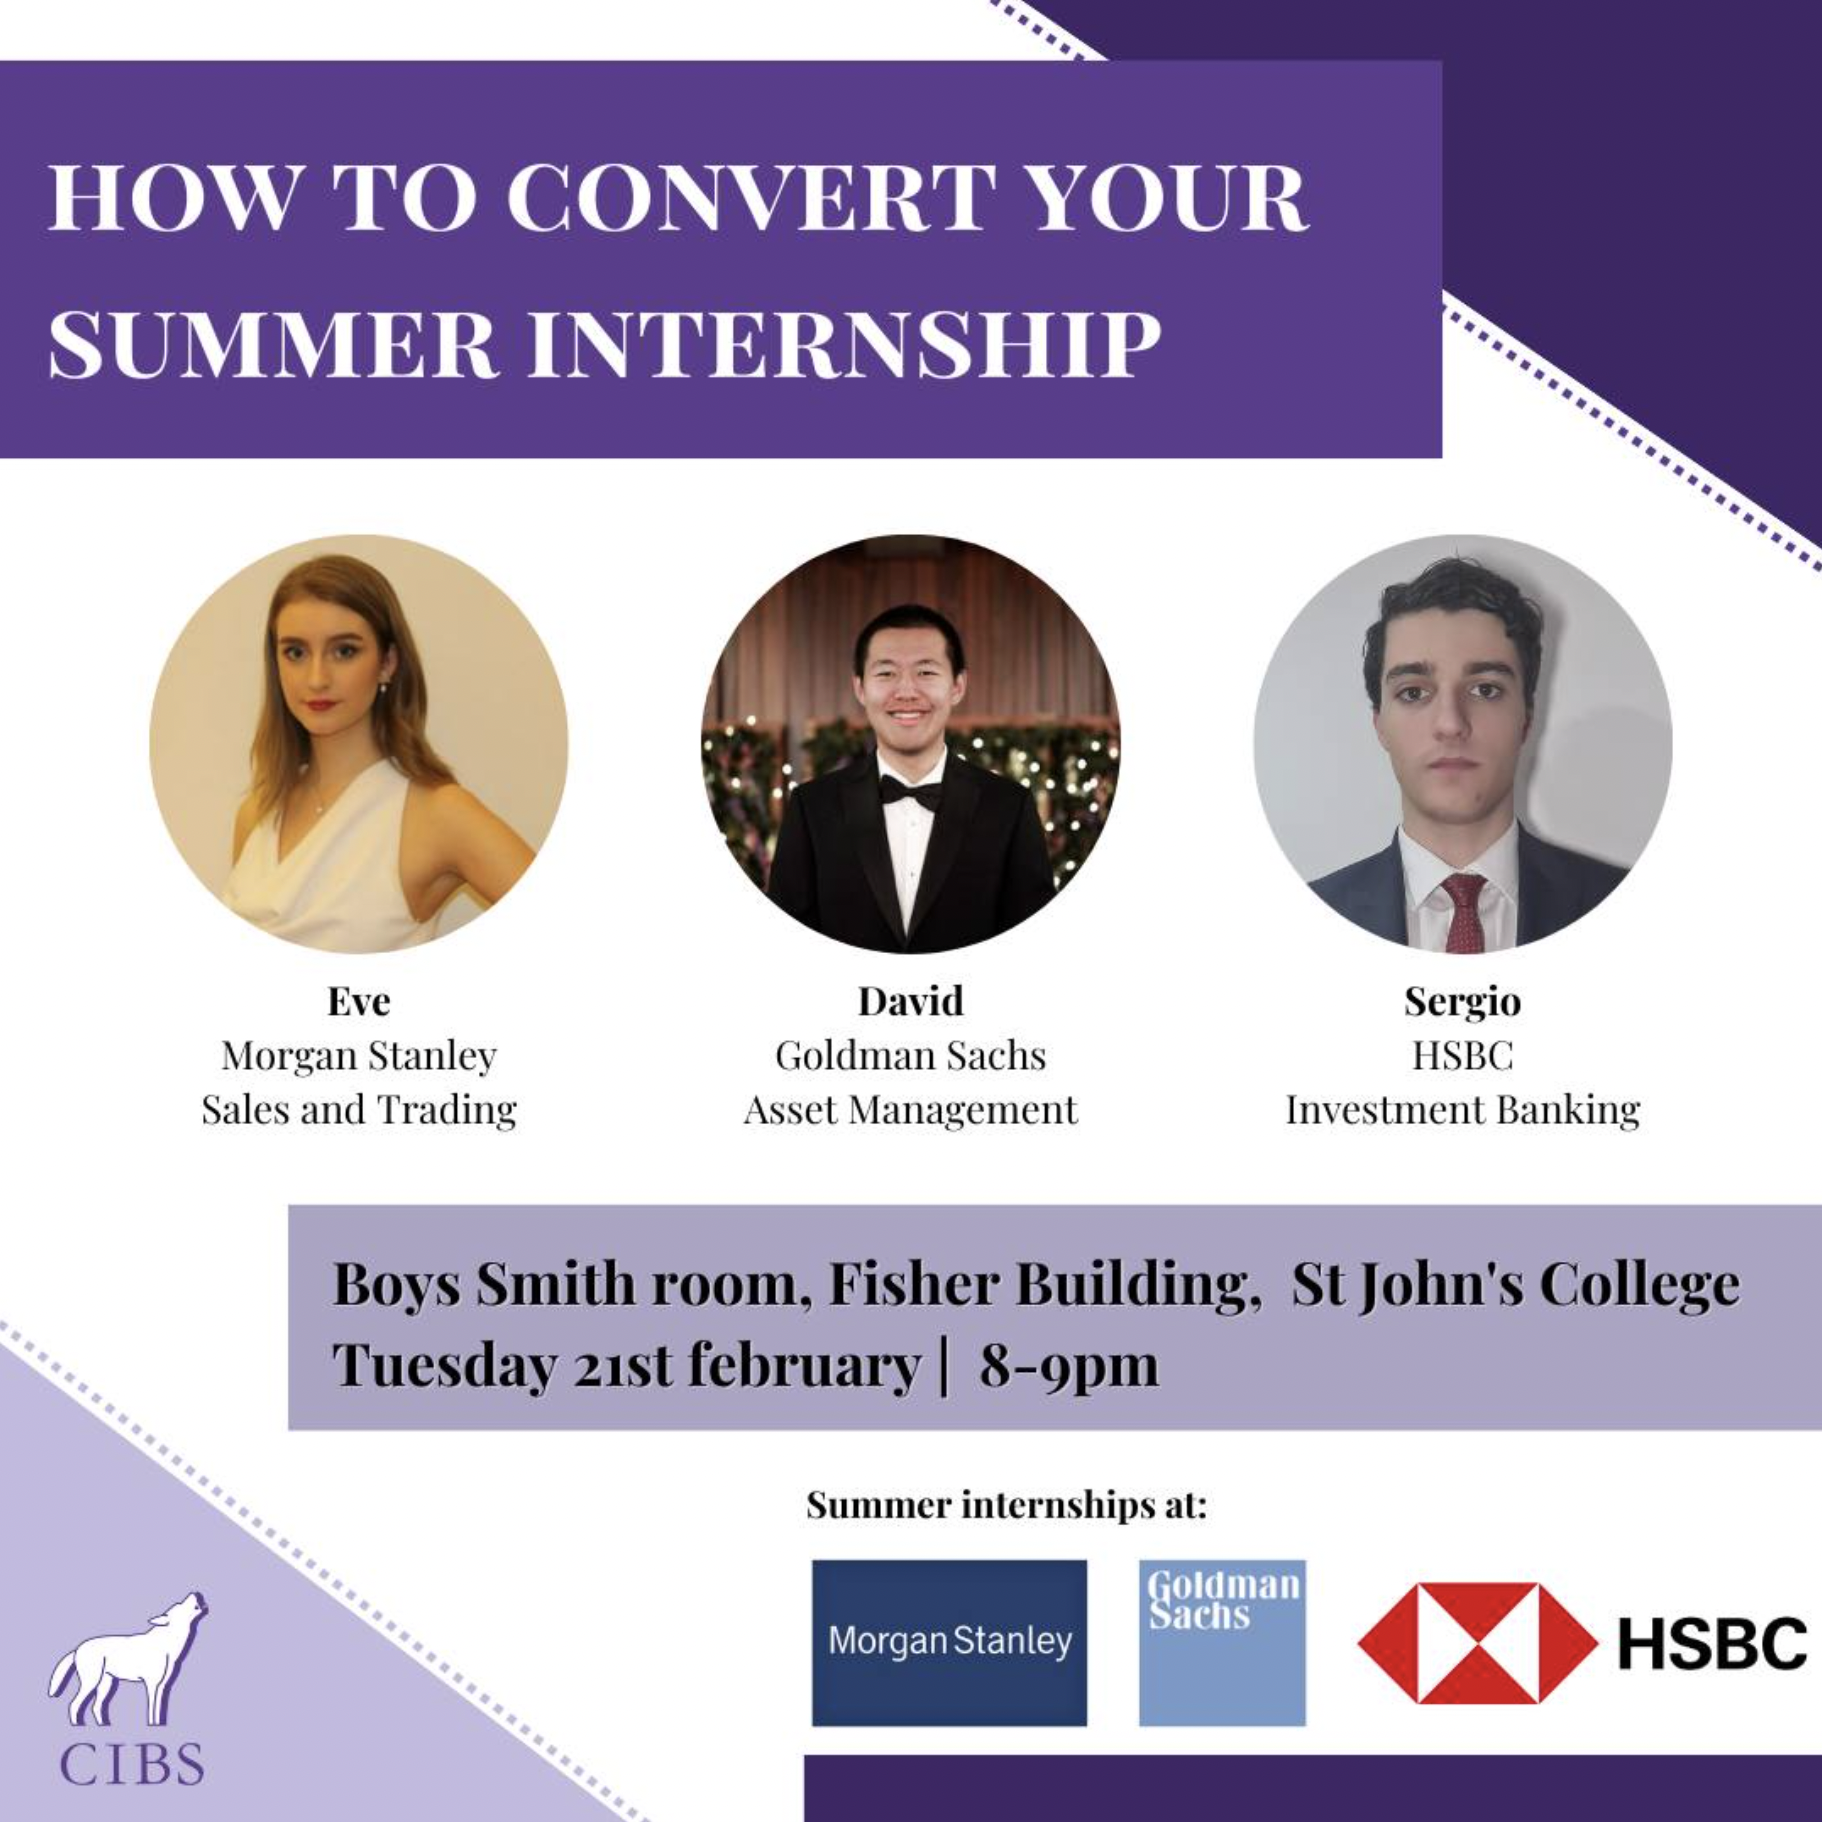 HOW TO CONVERT YOUR
SUMMER INTERNSHIP
Eve
Morgan Stanley
Sales and Trading
David
Goldman Sachs
Asset Management
Sergio
HSBC
Investment Banking
Boys Smith room, Fisher Building, St John's College
Tuesday 21st february | 8-9pm
Summer internships at:
Morgan Stanley
Goldman
Sachs
HSBC
CIBS